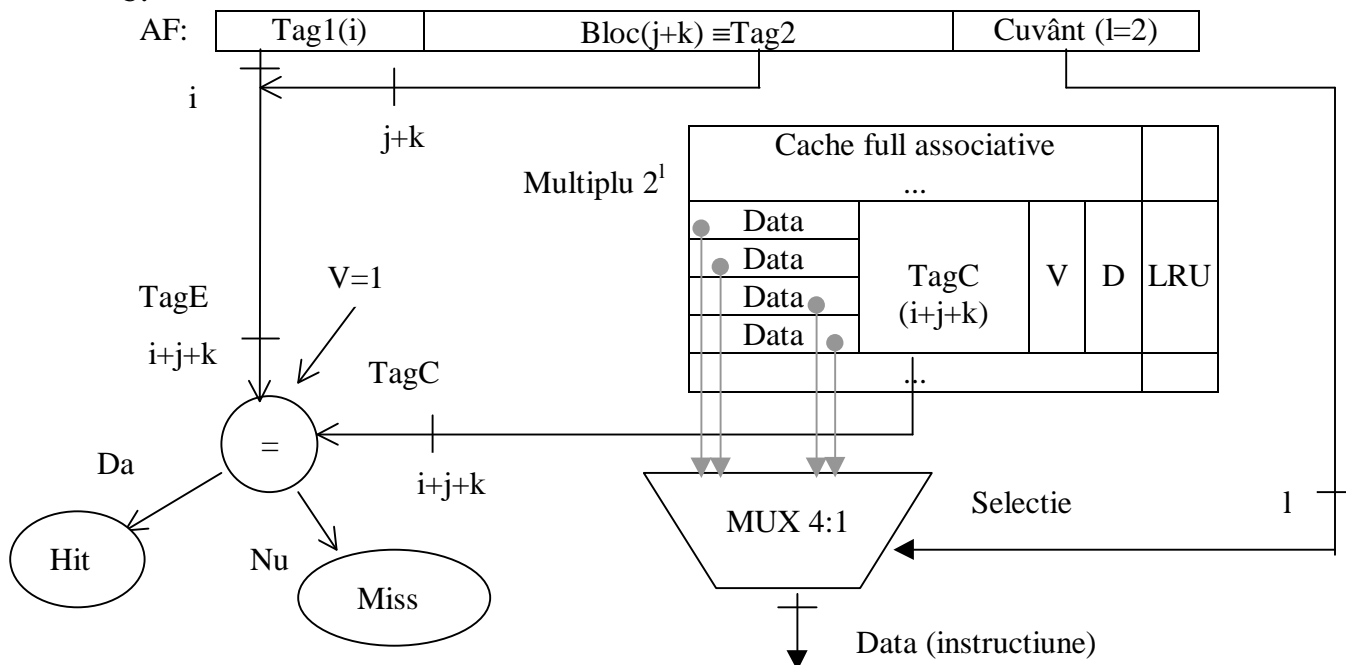 AF: Tag1(i) Bloc(j+k) ≡Tag2 Cuvânt (l=2)
i
j+k
Cache full associative
...
Multiplu 2^l
Data
Data
Data
Data
TagC
(i+j+k)
V D LRU
...
V=1
TagE
i+j+k
TagC
=
i+j+k
Da
Nu
Hit
Miss
MUX 4:1
Selectie
l
Data (instructiune)